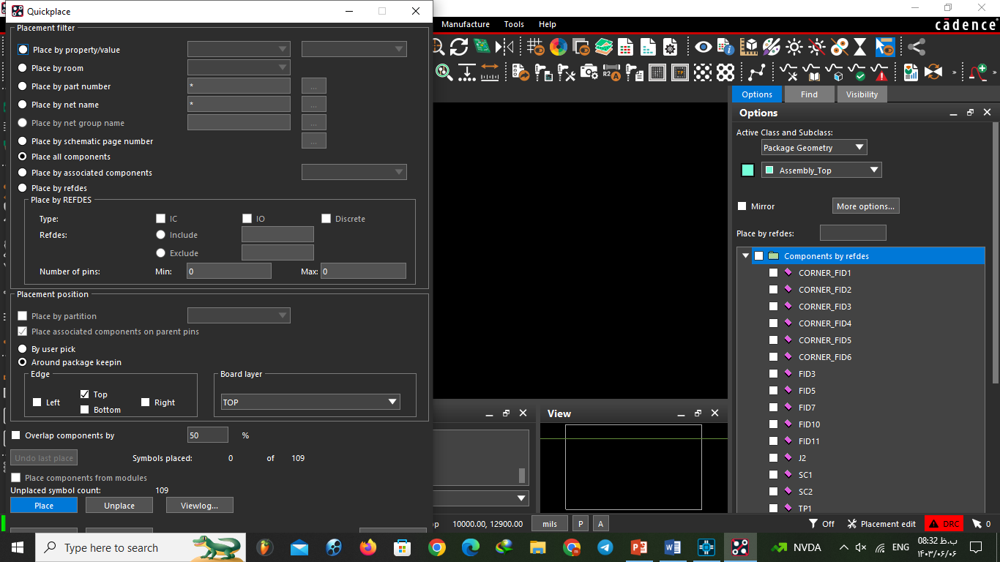 Quickplace
Placement filter
Place by property/value
Place by room
Place by part number
*
...
Place by net name
*
...
Place by net group name
...
Place by schematic page number
...
Place all components
Place by associated components
Place by refdes
Place by REFDES
Type:
IC
IO
Discrete
Refdes:
Include
Exclude
Number of pins:
Min:
0
Max:
0
Placement position
Place by partition
Place associated components on parent pins
By user pick
Around package keepin
Edge
Left
Top
Bottom
Right
Board layer
TOP
Overlap components by
50
%
Undo last place
Symbols placed:
0
of
109
Place components from modules
Unplaced symbol count:
109
Place
Unplace
Viewlog...
Manufacture
Tools
Help
cādence
R2
TP
»
»
Options
Find
Visibility
Options
Active Class and Subclass:
Package Geometry
Assembly_Top
Mirror
More options...
Place by refdes:
Components by refdes
CORNER_FID1
CORNER_FID2
CORNER_FID3
CORNER_FID4
CORNER_FID5
CORNER_FID6
FID3
FID5
FID7
FID10
FID11
J2
SC1
SC2
TP1
View
op
10000.00, 12900.00
mils
P
A
Off
Placement edit
DRC
0
Type here to search
NVDA
ENG
08:32 ب.ظ
۱۴۰۳/۰۶/۰۶